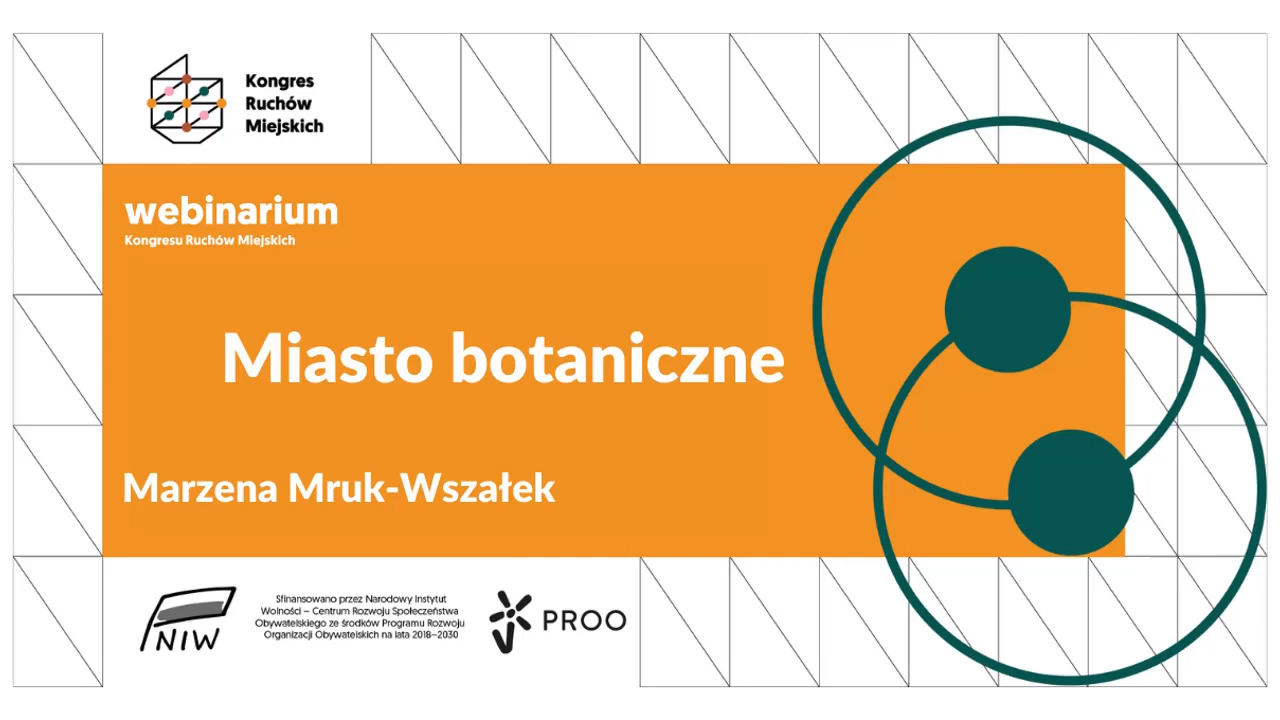 Kongres
Ruchów
Miejskich
webinarium
Kongresu Ruchów Miejskich
Miasto botaniczne
Marzena Mruk-Wszałek
NIW
Sfinansowano przez Narodowy Instytut
Wolności – Centrum Rozwoju Społeczeństwa
Obywatelskiego ze środków Programu Rozwoju
Organizacji Obywatelskich na lata 2018–2030
PROO